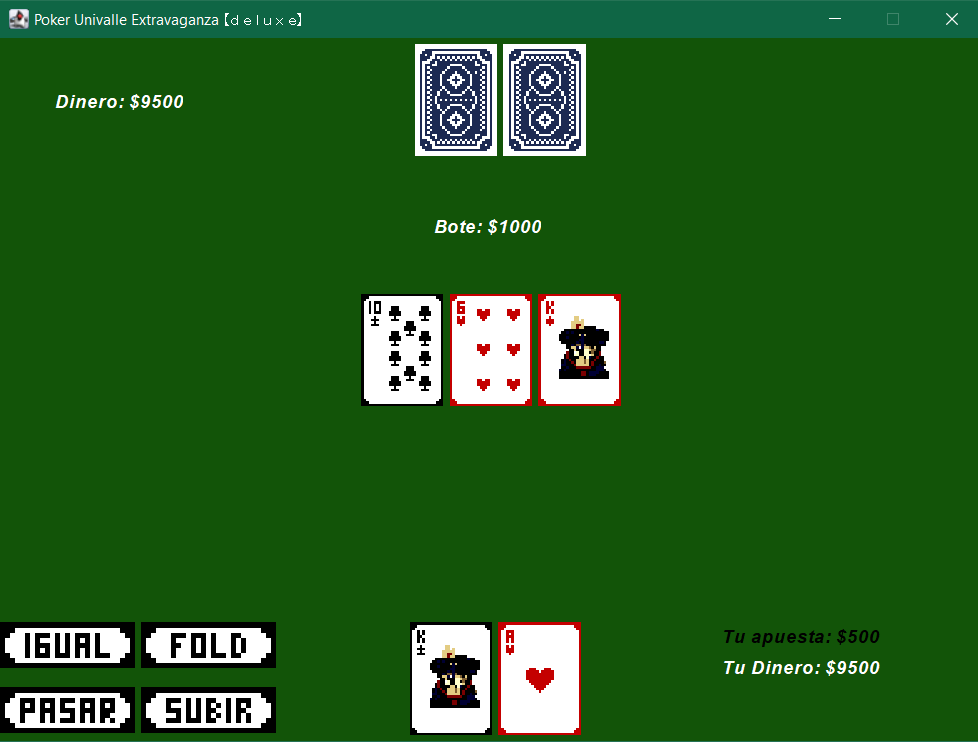 Poker Univalle Extravaganza 【ｄｅｌｕｘｅ】
Dinero: $9500
Bote: $1000
10 6 K
IGUAL FOLD
PASAR SUBIR
K A
Tu apuesta: $500
Tu Dinero: $9500